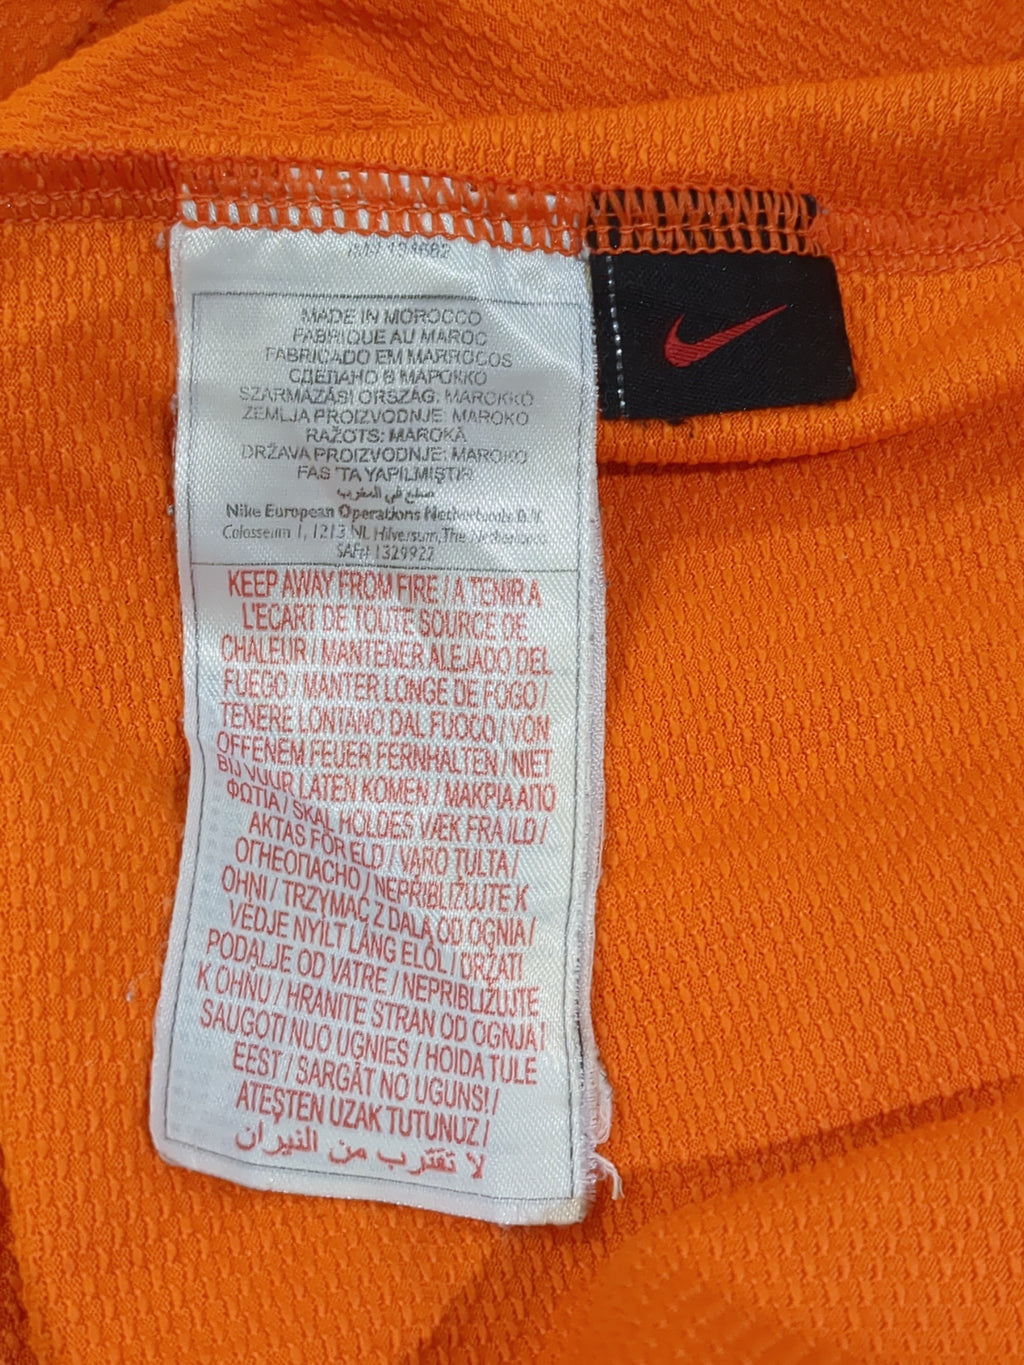 MADE IN MOROCCO
FABRIQUE AU MAROC
FABRICADO EM MARROCOS
СДЕЛАНО В МАРОККО
SZARMAZÁSI ORSZÁG: MAROKKÓ
ZEMLJA PROIZVODNJE: MAROKO
RAŽOTS: MAROKĀ
DRŽAVA PROIZVODNJE: MAROKO
FAS 'TA YAPILMIŞTIR
صنع في المغرب
Nike European Operations Netherlands B.V.
Colosseum 1, 1213 NL Hilversum, The Netherlands
SAF# 1329922
KEEP AWAY FROM FIRE / A TENIR A
L'ECART DE TOUTE SOURCE DE
CHALEUR / MANTENER ALEJADO DEL
FUEGO / MANTER LONGE DE FOGO /
TENERE LONTANO DAL FUOCO / VON
OFFENEM FEUER FERNHALTEN / NIET
BIJ VUUR LATEN KOMEN / ΜΑΚΡΙΑ ΑΠΟ
ΦΩΤΙΑ / SKAL HOLDES VÆK FRA ILD /
AKTAS FÖR ELD / VARO TULTA /
ОГНЕОПАСНО / NEPŘIBLIŽUJTE K
OHNI / TRZYMAĆ Z DALA OD OGNIA /
VEDJE NYÍLT LÁNG ELÖL / DRŽATI
PODALJE OD VATRE / NEPRIBLIŽUJTE
K OHŇU / HRANITE STRAN OD OGNJA /
SAUGOTI NUO UGNIES / HOIDA TULE
EEST / SARGĀT NO UGUNS! /
ATEŞTEN UZAK TUTUNUZ /
لا تقترب من النيران